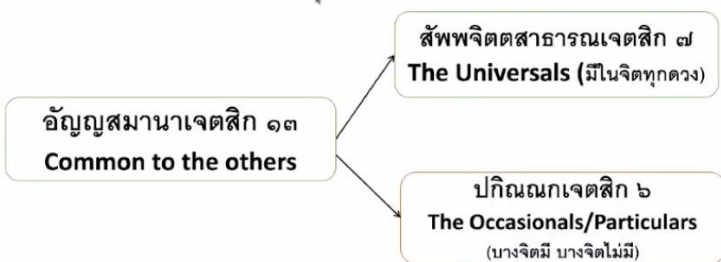 สัพพจิตตสาธารณเจตสิก ๗
The Universals (มีในจิตทุกดวง)
อัญญสมานาเจตสิก ๑๓
Common to the others
ปกิณณกเจตสิก ๖
The Occasionals/Particulars
(บางจิตมี บางจิตไม่มี)